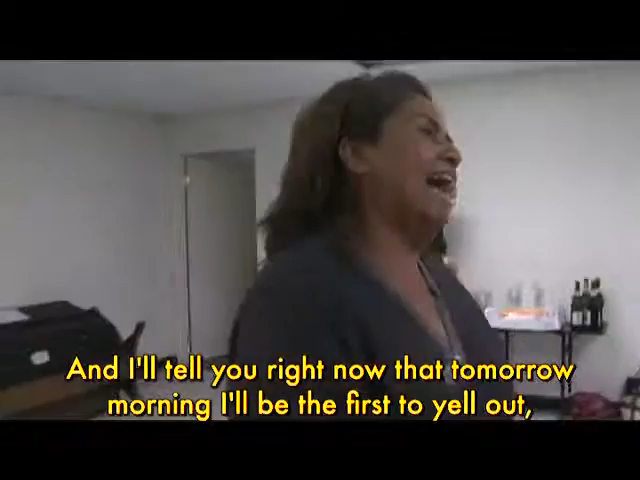 And I'll tell you right now that tomorrow
morning I'll be the first to yell out,